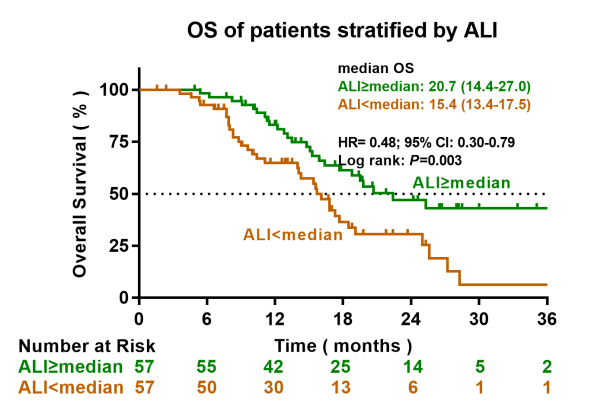 OS of patients stratified by ALI
median OS
ALI≥median: 20.7 (14.4-27.0)
ALI<median: 15.4 (13.4-17.5)
HR= 0.48; 95% CI: 0.30-0.79
Log rank: P=0.003
ALI≥median
ALI<median
Overall Survival ( % )
100
75
50
25
0
0 6 12 18 24 30 36
Number at Risk Time ( months )
ALI≥median 57 55 42 25 14 5 2
ALI<median 57 50 30 13 6 1 1